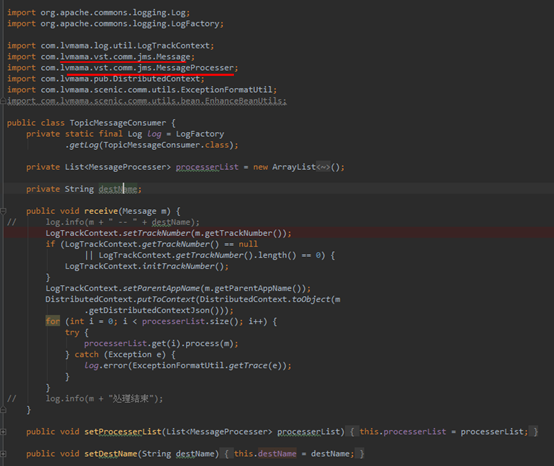 import org.apache.commons.logging.Log;
import org.apache.commons.logging.LogFactory;
import com.lvmama.log.util.LogTrackContext;
import com.lvmama.vst.comm.jms.Message;
import com.lvmama.vst.comm.jms.MessageProcesser;
import com.lvmama.pub.DistributedContext;
import com.lvmama.scenic.comm.utils.ExceptionFormatUtil;
import com.lvmama.scenic.comm.utils.bean.EnhanceBeanUtils;
public class TopicMessageConsumer {
private static final Log log = LogFactory
.getLog(TopicMessageConsumer.class);
private List<MessageProcesser> processerList = new ArrayList<~>();
private String destName;
public void receive(Message m) {
// log.info(m + " -- " + destName);
LogTrackContext.setTrackNumber(m.getTrackNumber());
if (LogTrackContext.getTrackNumber() == null
|| LogTrackContext.getTrackNumber().length() == 0) {
LogTrackContext.initTrackNumber();
}
LogTrackContext.setParentAppName(m.getParentAppName());
DistributedContext.putToContext(DistributedContext.toObject(m
.getDistributedContextJson()));
for (int i = 0; i < processerList.size(); i++) {
try {
processerList.get(i).process(m);
} catch (Exception e) {
log.error(ExceptionFormatUtil.getTrace(e));
}
}
// log.info(m + "处理结束");
}
public void setProcesserList(List<MessageProcesser> processerList) { this.processerList = processerList; }
public void setDestName(String destName) { this.destName = destName; }